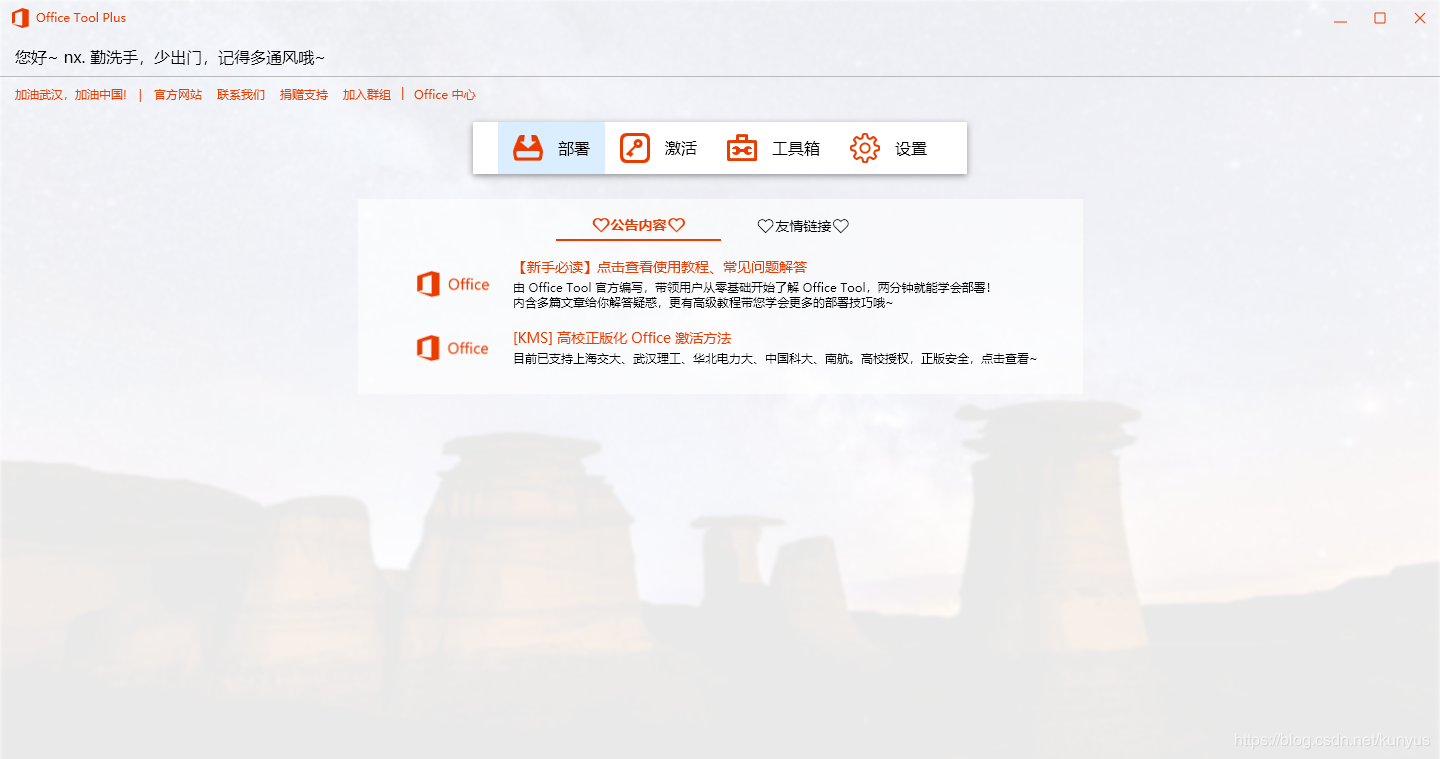 Office Tool Plus
您好~ nx. 勤洗手，少出门，记得多通风哦~
加油武汉，加油中国! | 官方网站 联系我们 捐赠支持 加入群组 | Office 中心
部署 激活 工具箱 设置
♡公告内容♡ ♡友情链接♡
【新手必读】点击查看使用教程、常见问题解答
Office
由 Office Tool 官方编写，带领用户从零基础开始了解 Office Tool，两分钟就能学会部署!
内含多篇文章给你解答疑惑，更有高级教程带您学会更多的部署技巧哦~
[KMS] 高校正版化 Office 激活方法
Office
目前已支持上海交大、武汉理工、华北电力大、中国科大、南航。高校授权，正版安全，点击查看~
https://blog.csdn.net/kunyus